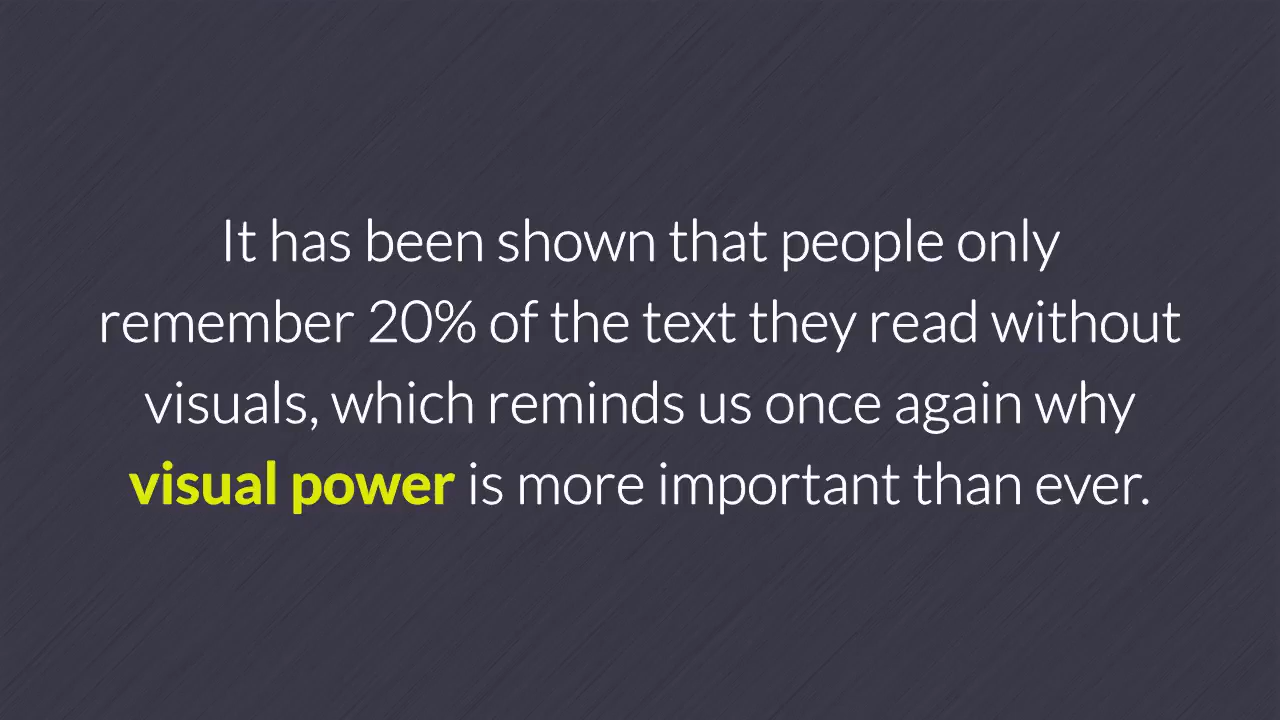 It has been shown that people only
remember 20% of the text they read without
visuals, which reminds us once again why
visual power is more important than ever.